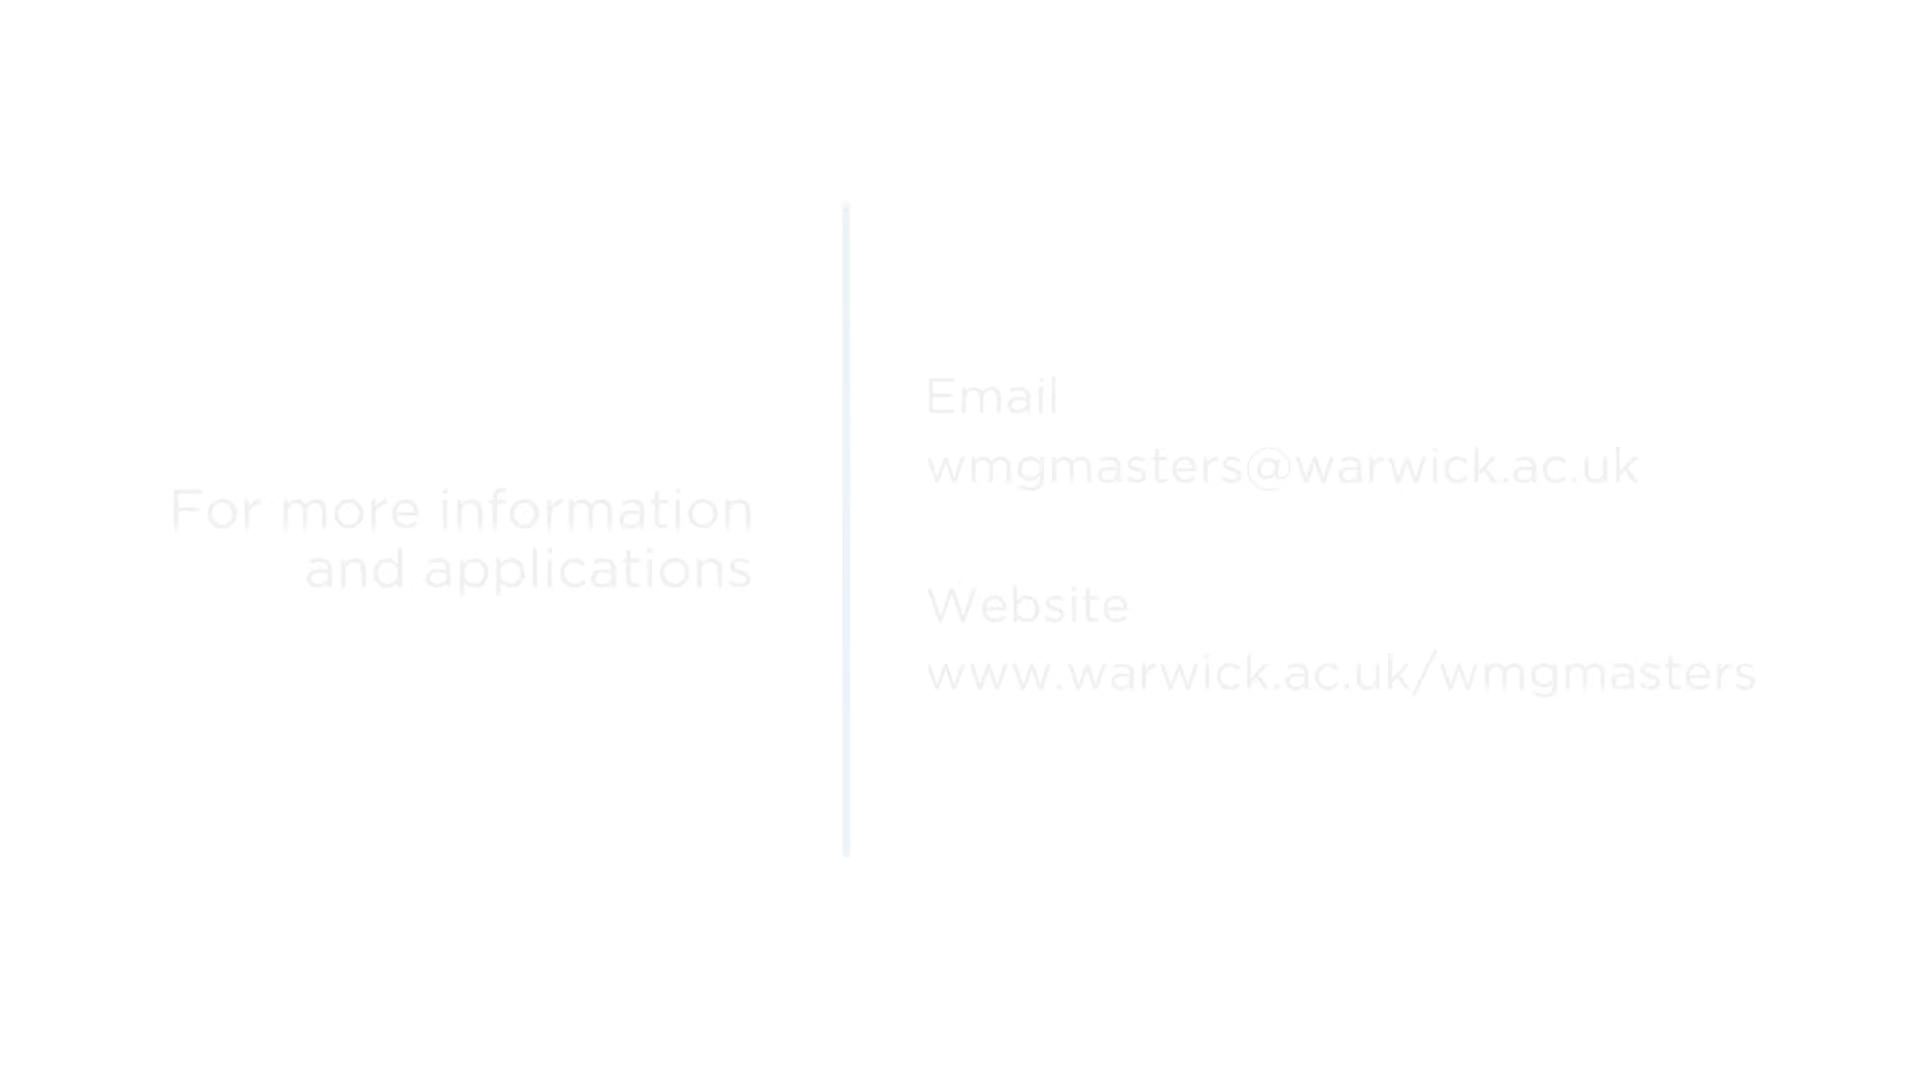 For more information
and applications
Email
wmgmasters@warwick.ac.uk
Website
www.warwick.ac.uk/wmgmasters